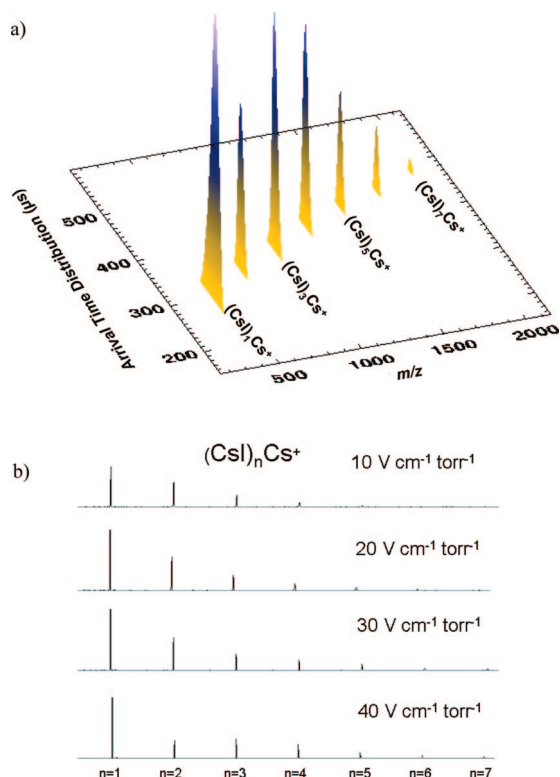 a)
500
400
300
200
Arrival Time Distribution (μs)
(CsI)₁Cs⁺
(CsI)₃Cs⁺
(CsI)₅Cs⁺
(CsI)₇Cs⁺
500
1000
1500
2000
m/z
b)
(CsI)ₙCs⁺
10 V cm⁻¹ torr⁻¹
20 V cm⁻¹ torr⁻¹
30 V cm⁻¹ torr⁻¹
40 V cm⁻¹ torr⁻¹
n=1 n=2 n=3 n=4 n=5 n=6 n=7